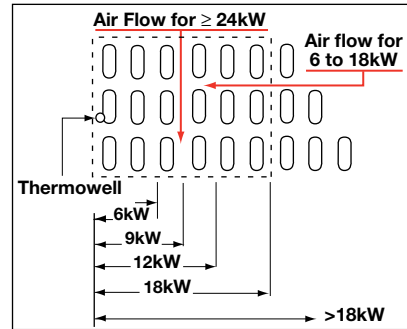 Air Flow for ≥ 24kW
Air flow for
6 to 18kW
Thermowell
6kW
9kW
12kW
18kW
>18kW